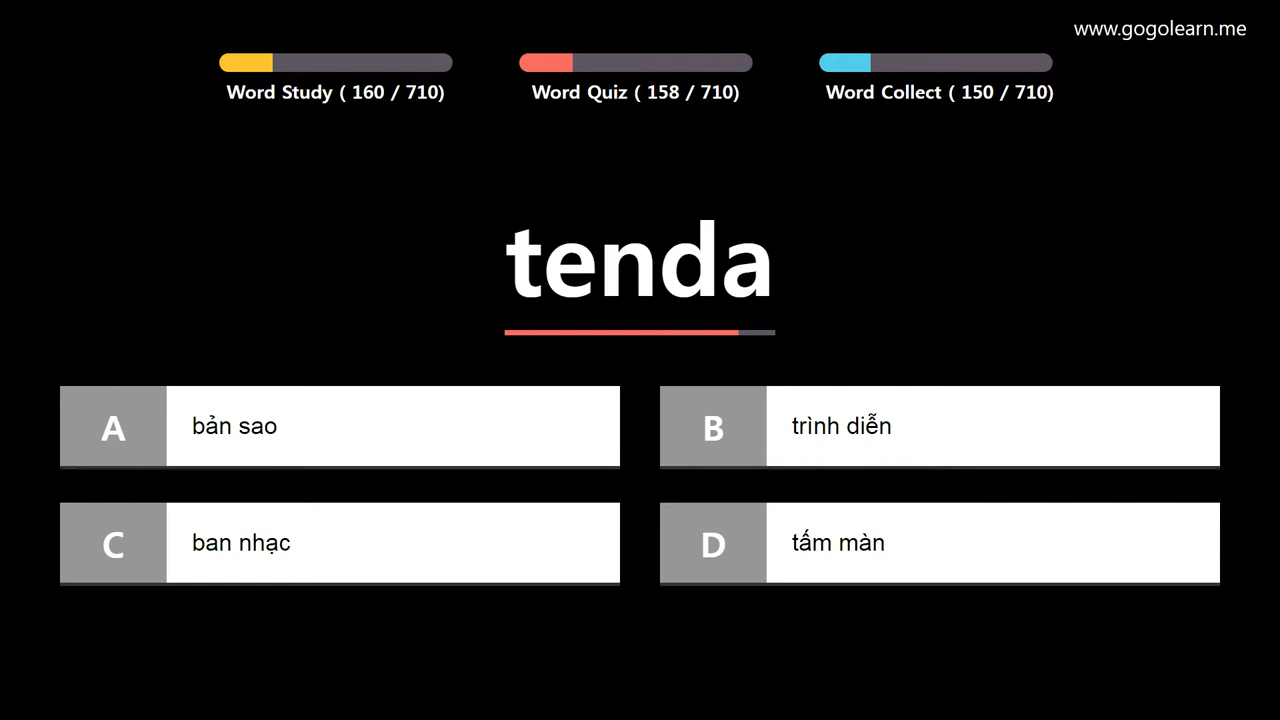 www.gogolearn.me
Word Study ( 160 / 710)
Word Quiz ( 158 / 710)
Word Collect ( 150 / 710)
tenda
A bản sao
B trình diễn
C ban nhạc
D tấm màn